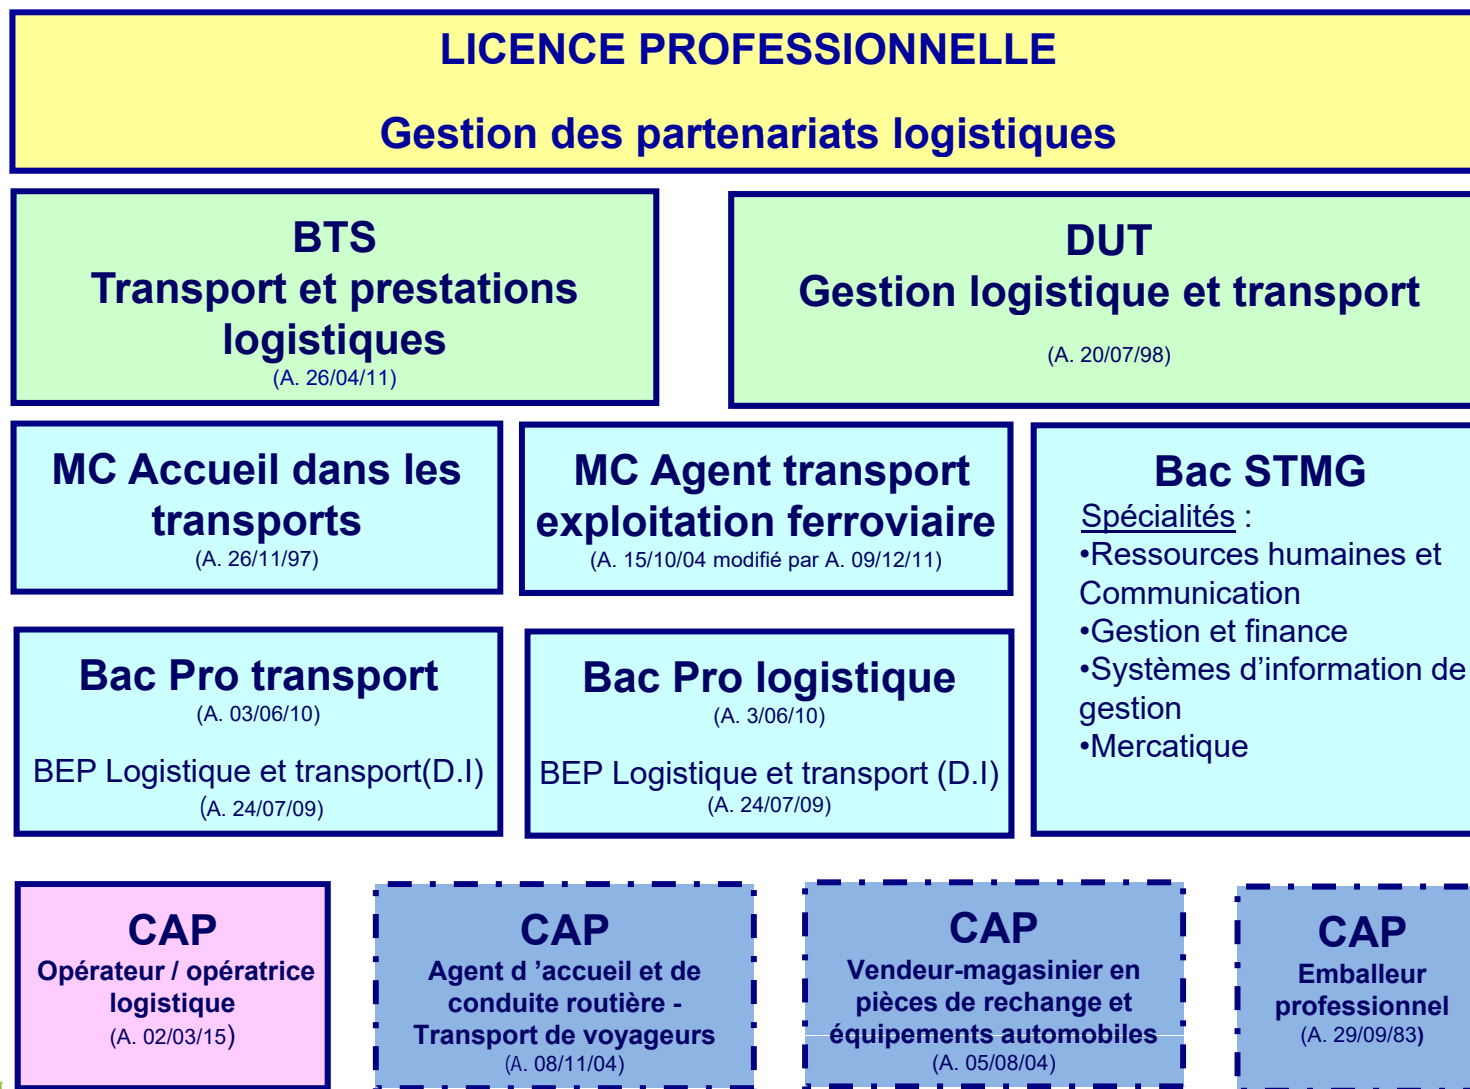 LICENCE PROFESSIONNELLE
Gestion des partenariats logistiques
BTS
Transport et prestations
logistiques
(A. 26/04/11)
DUT
Gestion logistique et transport
(A. 20/07/98)
MC Accueil dans les
transports
(A. 26/11/97)
MC Agent transport
exploitation ferroviaire
(A. 15/10/04 modifié par A. 09/12/11)
Bac STMG
Spécialités :
•Ressources humaines et
Communication
•Gestion et finance
•Systèmes d’information de
gestion
•Mercatique
Bac Pro transport
(A. 03/06/10)
BEP Logistique et transport(D.I)
(A. 24/07/09)
Bac Pro logistique
(A. 3/06/10)
BEP Logistique et transport (D.I)
(A. 24/07/09)
CAP
Opérateur / opératrice
logistique
(A. 02/03/15)
CAP
Agent d ’accueil et de
conduite routière -
Transport de voyageurs
(A. 08/11/04)
CAP
Vendeur-magasinier en
pièces de rechange et
équipements automobiles
(A. 05/08/04)
CAP
Emballeur
professionnel
(A. 29/09/83)